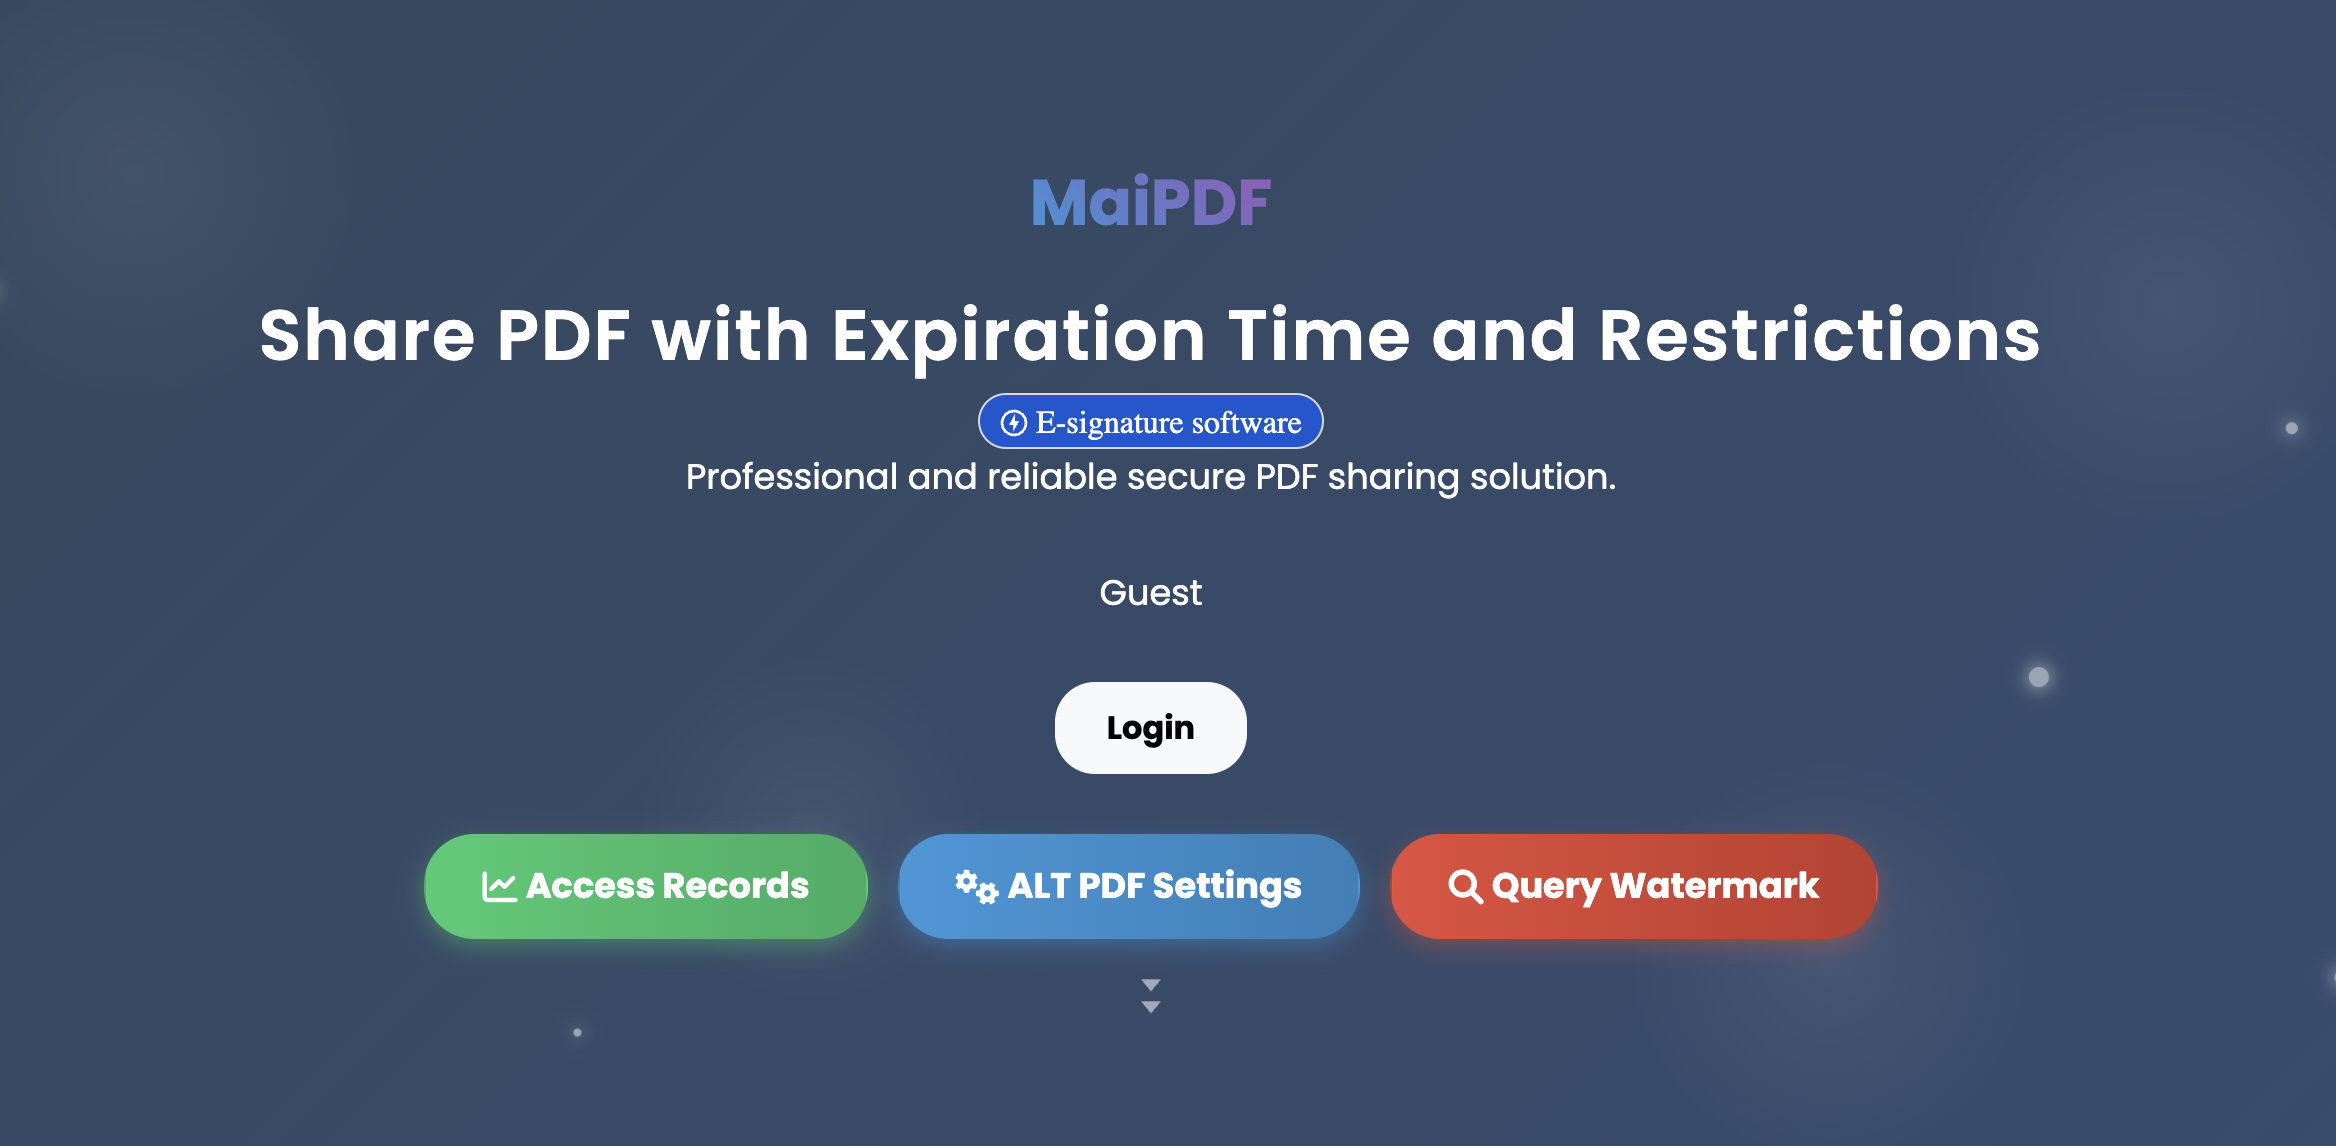 MaiPDF
Share PDF with Expiration Time and Restrictions
E-signature software
Professional and reliable secure PDF sharing solution.
Guest
Login
Access Records
ALT PDF Settings
Query Watermark